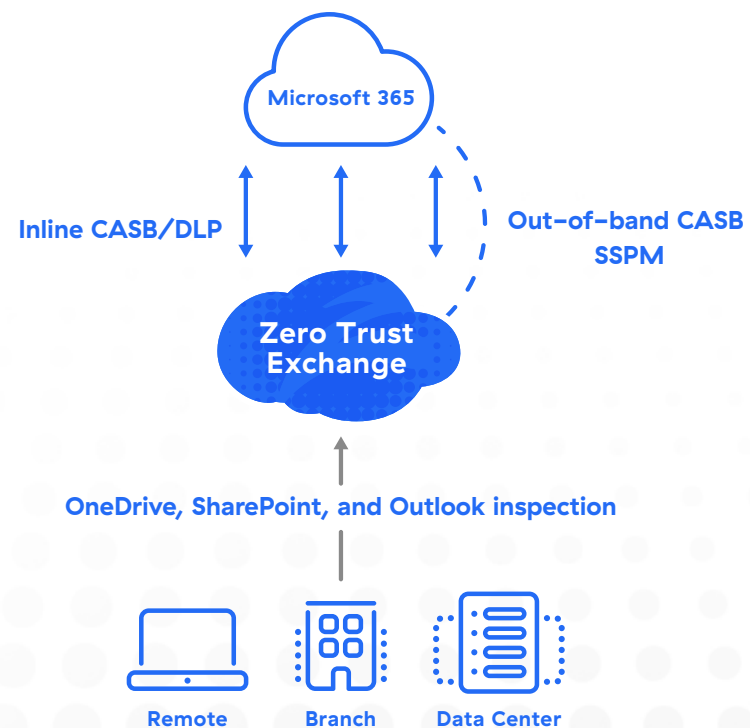 Microsoft 365
Inline CASB/DLP
Out-of-band CASB
SSPM
Zero Trust
Exchange
OneDrive, SharePoint, and Outlook inspection
Remote
Branch
Data Center